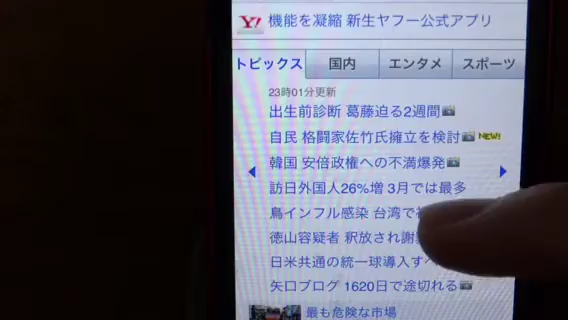 Y! 機能を凝縮 新生ヤフー公式アプリ
トピックス 国内 エンタメ スポーツ
23時01分更新
出生前診断 葛藤迫る2週間
自民 格闘家佐竹氏擁立を検討 NEW!
韓国 安倍政権への不満爆発
訪日外国人26%増 3月では最多
鳥インフル感染 台湾で
徳山容疑者 釈放され謝
日米共通の統一球導入す
矢口ブログ 1620日で途切れる
最も危険な市場